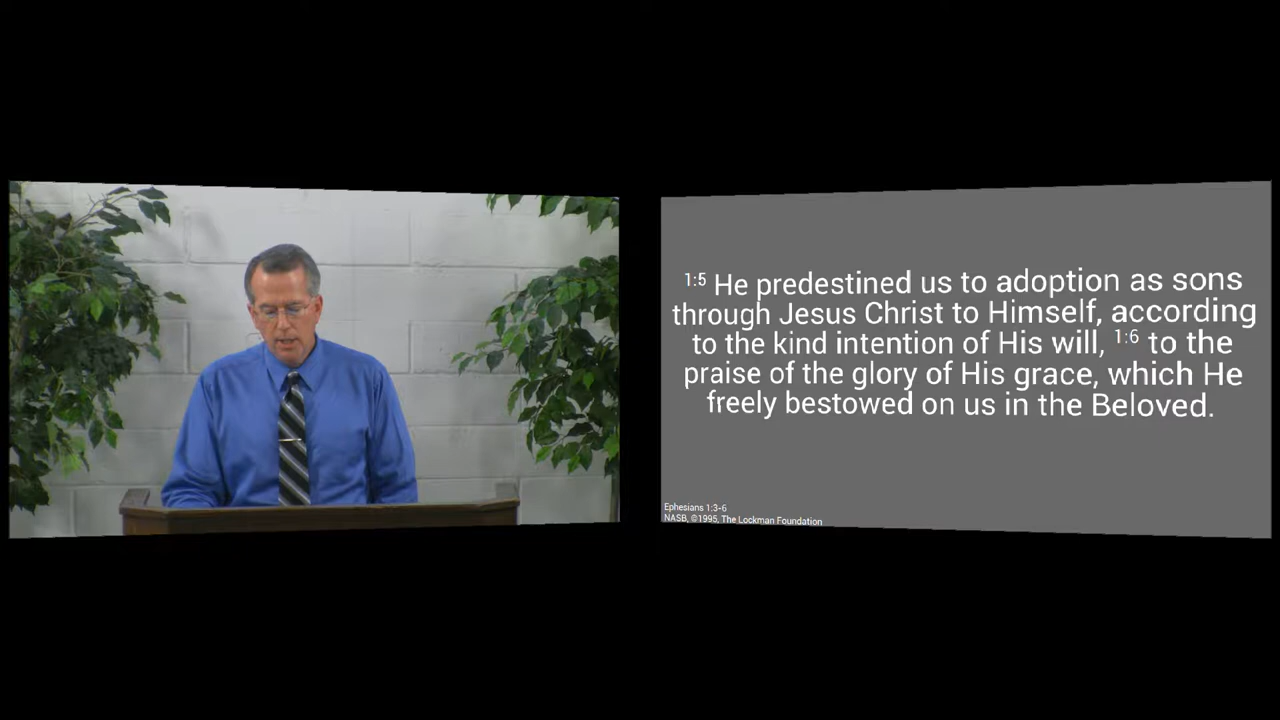 1:5 He predestined us to adoption as sons
through Jesus Christ to Himself, according
to the kind intention of His will, 1:6 to the
praise of the glory of His grace, which He
freely bestowed on us in the Beloved.
Ephesians 1:3-6
NASB, ©1995, The Lockman Foundation